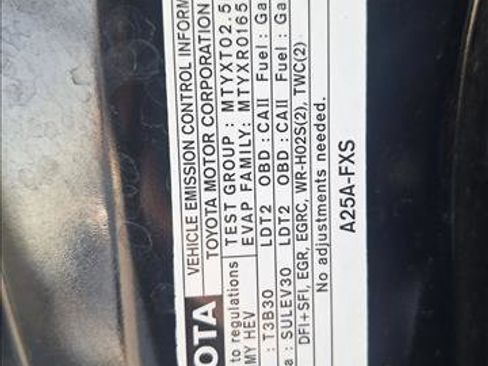 OTA
VEHICLE EMISSION CONTROL INFORM
TOYOTA MOTOR CORPORATION
to regulations
TEST GROUP : MTYXT02.5
MY HEV
EVAP FAMILY: MTYXR0165
: T3B30 LDT2 OBD : CAII Fuel : Ga
a : SULEV30 LDT2 OBD : CAII Fuel : Ga
DFI+SFI, EGR, EGRC, WR-HO2S(2), TWC(2)
No adjustments needed.
A25A-FXS